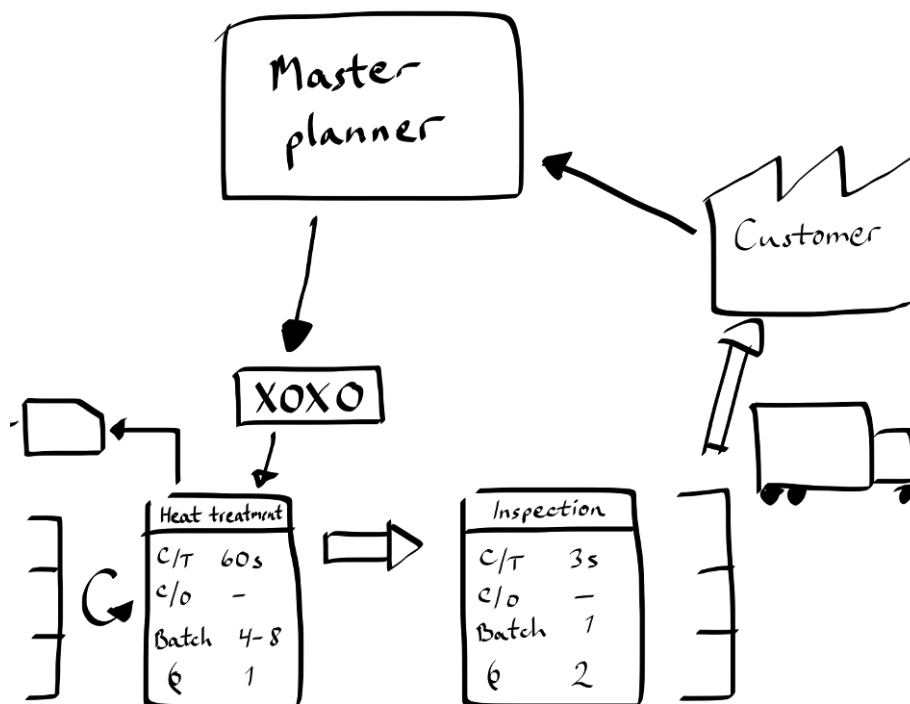 Master
planner
Customer
XOXO
Heat treatment
C/T 60s
C/O -
Batch 4-8
1
Inspection
C/T 3s
C/O -
Batch 1
2